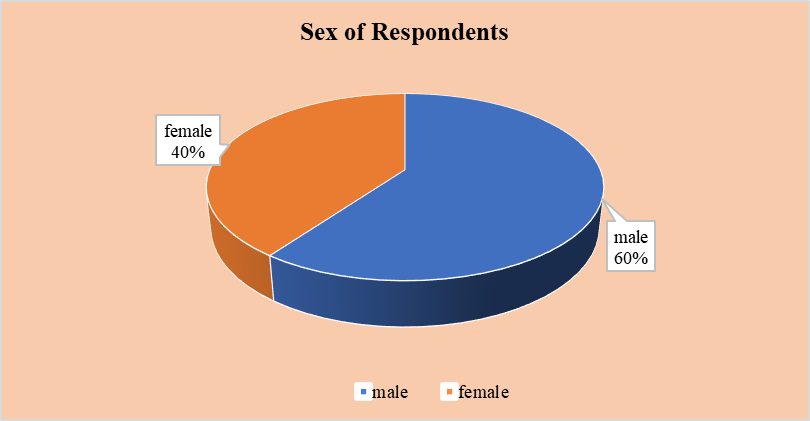 Sex of Respondents
female
40%
male
60%
male female